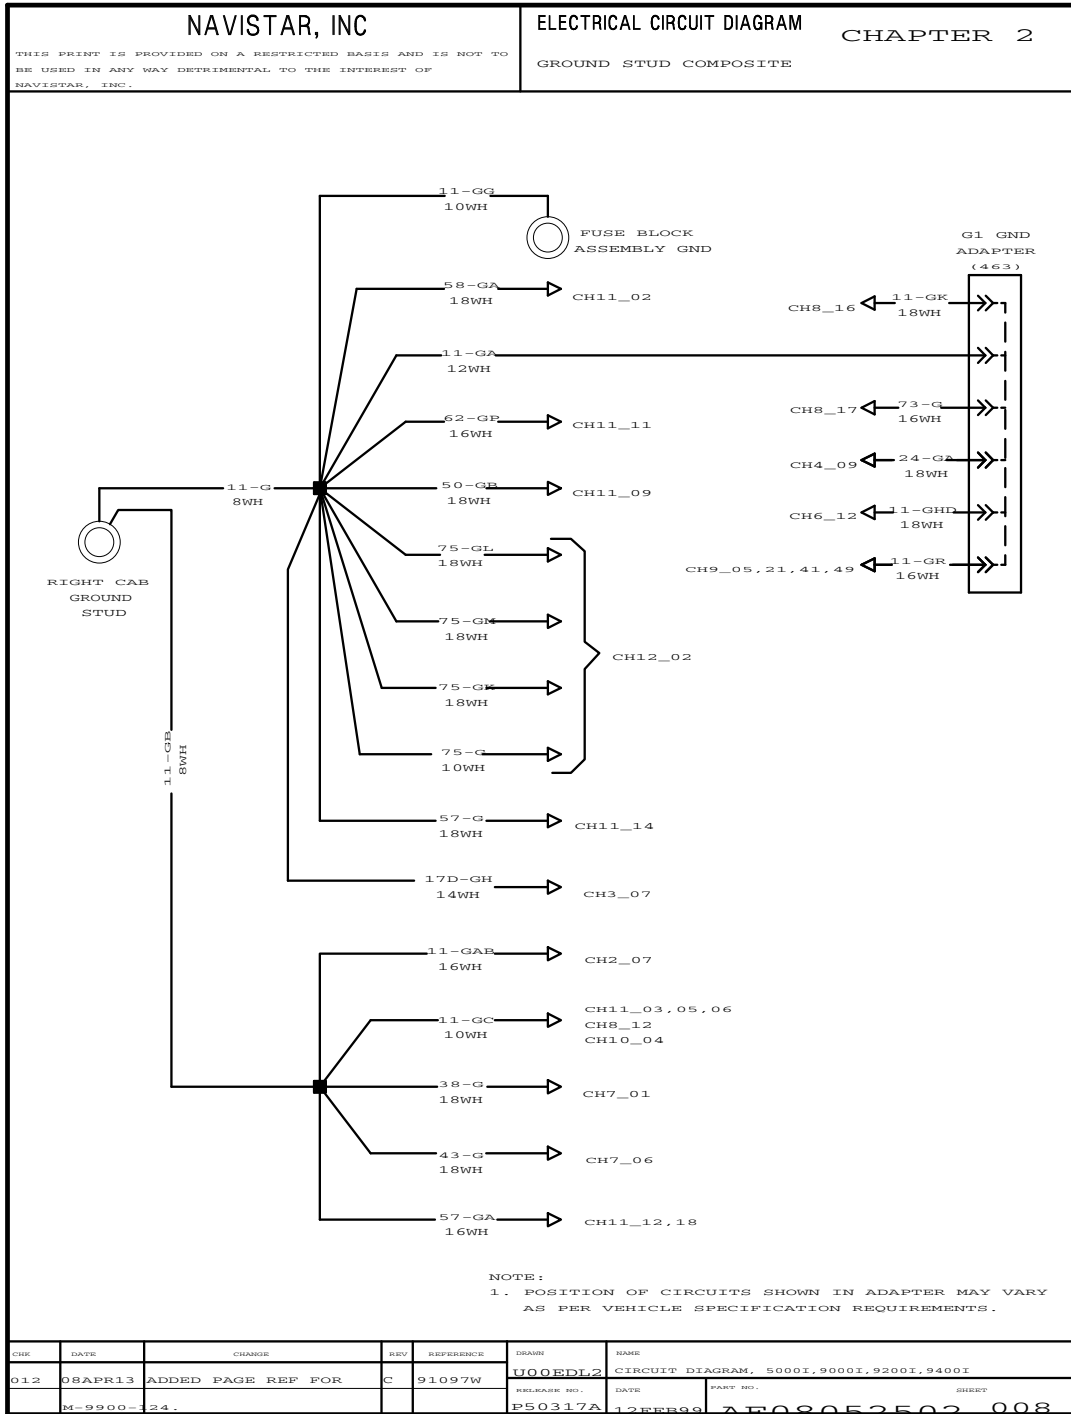 NAVISTAR, INC
THIS PRINT IS PROVIDED ON A RESTRICTED BASIS AND IS NOT TO
BE USED IN ANY WAY DETRIMENTAL TO THE INTEREST OF
NAVISTAR, INC.
ELECTRICAL CIRCUIT DIAGRAM
CHAPTER 2
GROUND STUD COMPOSITE
11-GG
10WH
FUSE BLOCK
ASSEMBLY GND
G1 GND
ADAPTER
(463)
58-GA
18WH
CH11_02
CH8_16
11-GK
18WH
11-GA
12WH
62-GP
16WH
CH11_11
CH8_17
73-G
16WH
CH4_09
24-GA
18WH
11-G
8WH
50-GB
18WH
CH11_09
CH6_12
11-GHD
18WH
75-GL
18WH
CH9_05,21,41,49
11-GR
16WH
RIGHT CAB
GROUND
STUD
75-GM
18WH
CH12_02
75-GK
18WH
11-GB
8WH
75-G
10WH
57-G
18WH
CH11_14
17D-GH
14WH
CH3_07
11-GAB
16WH
CH2_07
11-GC
10WH
CH11_03,05,06
CH8_12
CH10_04
38-G
18WH
CH7_01
43-G
18WH
CH7_06
57-GA
16WH
CH11_12,18
NOTE:
1. POSITION OF CIRCUITS SHOWN IN ADAPTER MAY VARY
AS PER VEHICLE SPECIFICATION REQUIREMENTS.
CHK DATE CHANGE REV REFERENCE
012 08APR13 ADDED PAGE REF FOR C 91097W
M-9900-124.
DRAWN
U00EDL2
NAME
CIRCUIT DIAGRAM, 5000I,9000I,9200I,9400I
RELEASE NO.
P50317A
DATE
12FEB99
PART NO.
AF08052502
SHEET
008